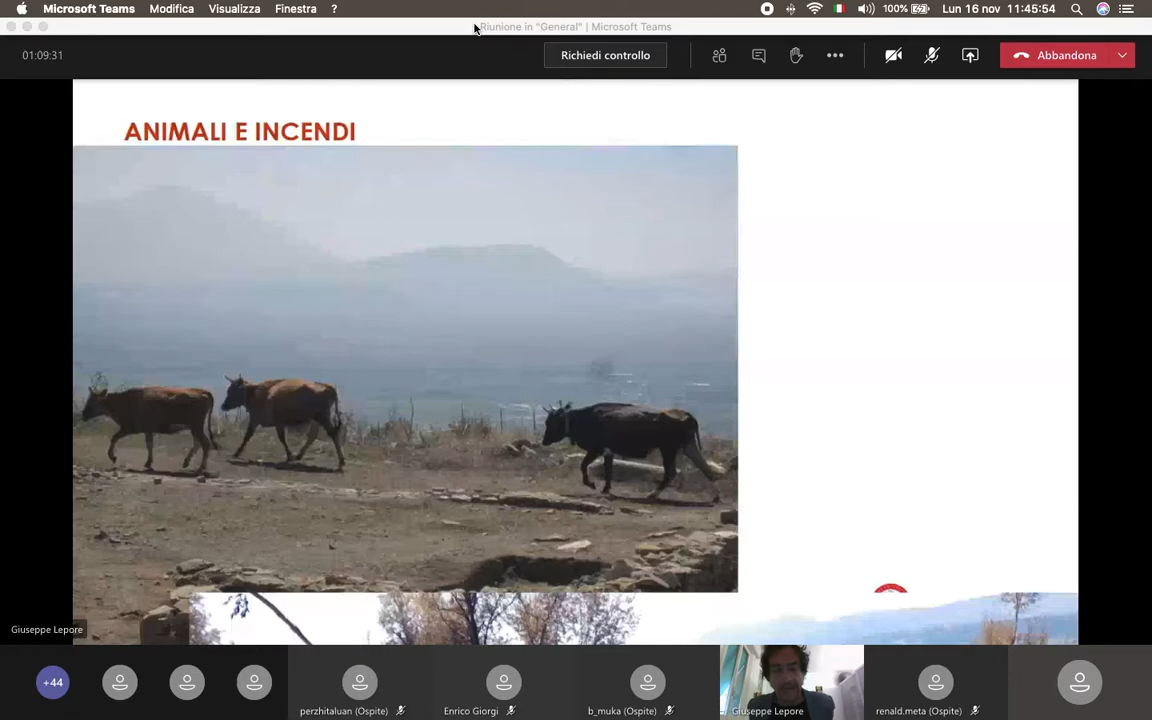 Microsoft Teams Modifica Visualizza Finestra ? 100% Lun 16 nov 11:45:54
Riunione in "General" | Microsoft Teams
01:09:31 Richiedi controllo Abbandona
ANIMALI E INCENDI
Giuseppe Lepore
+44 perzhitaluan (Ospite) Enrico Giorgi b_muka (Ospite) Giuseppe Lepore renald.meta (Ospite)